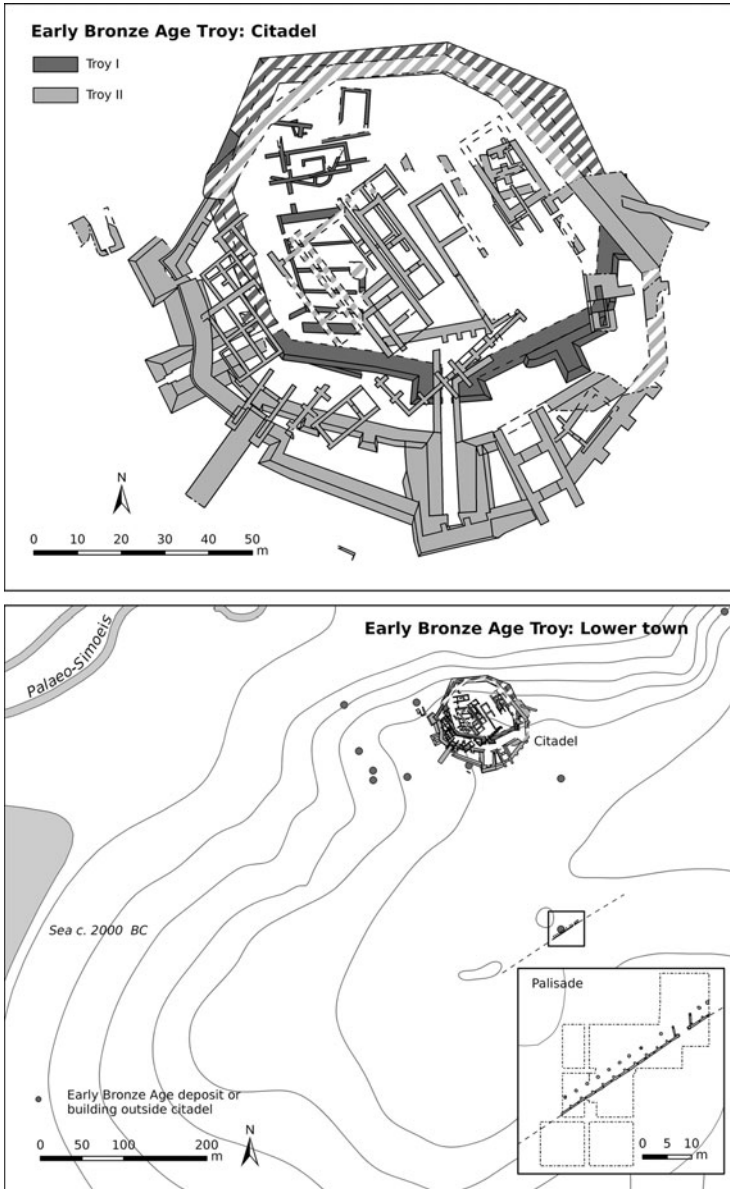 Early Bronze Age Troy: Citadel
Troy I
Troy II
N
0 10 20 30 40 50
m
Early Bronze Age Troy: Lower town
Palaeo-Simoeis
Citadel
Sea c. 2000 BC
Palisade
Early Bronze Age deposit or
building outside citadel
N
0 50 100 200
m
0 5 10
m